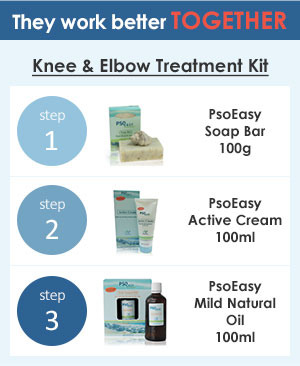 They work better TOGETHER
Knee & Elbow Treatment Kit
step
1
PsoEasy
Soap Bar
100g
step
2
PsoEasy
Active Cream
100ml
step
3
PsoEasy
Mild Natural
Oil
100ml